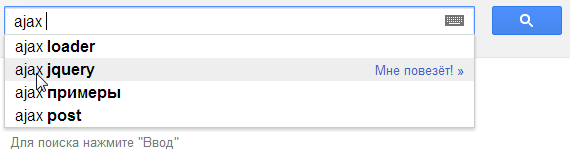 ajax
ajax loader
ajax jquery Мне повезёт! »
ajax примеры
ajax post
Для поиска нажмите "Ввод"